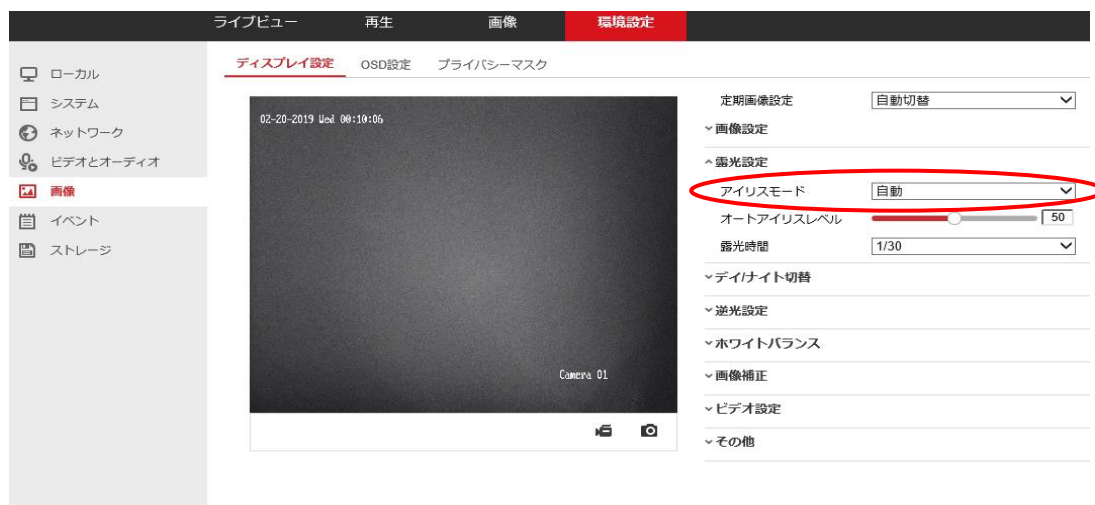 ライブビュー 再生 画像 環境設定
ローカル
システム
ネットワーク
ビデオとオーディオ
画像
イベント
ストレージ
ディスプレイ設定 OSD設定 プライバシーマスク
02-20-2019 Wed 00:10:06
Camera 01
定期画像設定 自動切替
画像設定
露光設定
アイリスモード 自動
オートアイリスレベル 50
露光時間 1/30
デイ/ナイト切替
逆光設定
ホワイトバランス
画像補正
ビデオ設定
その他